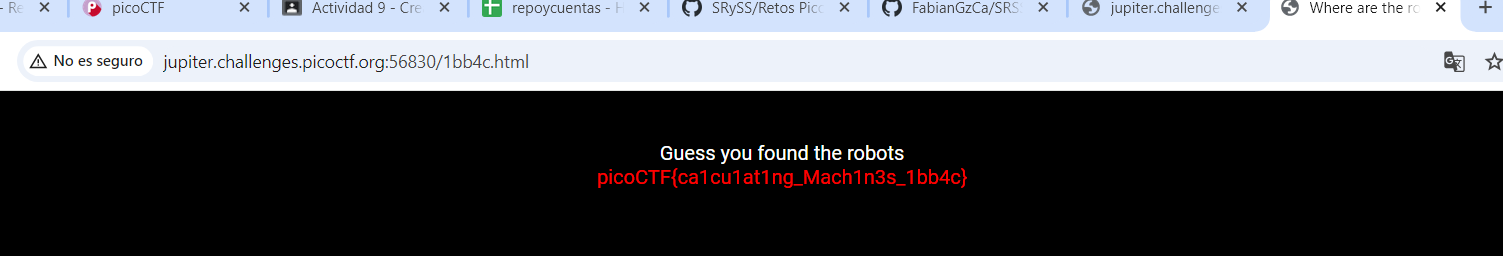 Re
picoCTF
Actividad 9 - Cre
repoycuentas - H
SRySS/Retos Pico
FabianGzCa/SRS
jupiter.challenge
Where are the ro
No es seguro
jupiter.challenges.picoctf.org:56830/1bb4c.html
Guess you found the robots
picoCTF{ca1cu1at1ng_Mach1n3s_1bb4c}